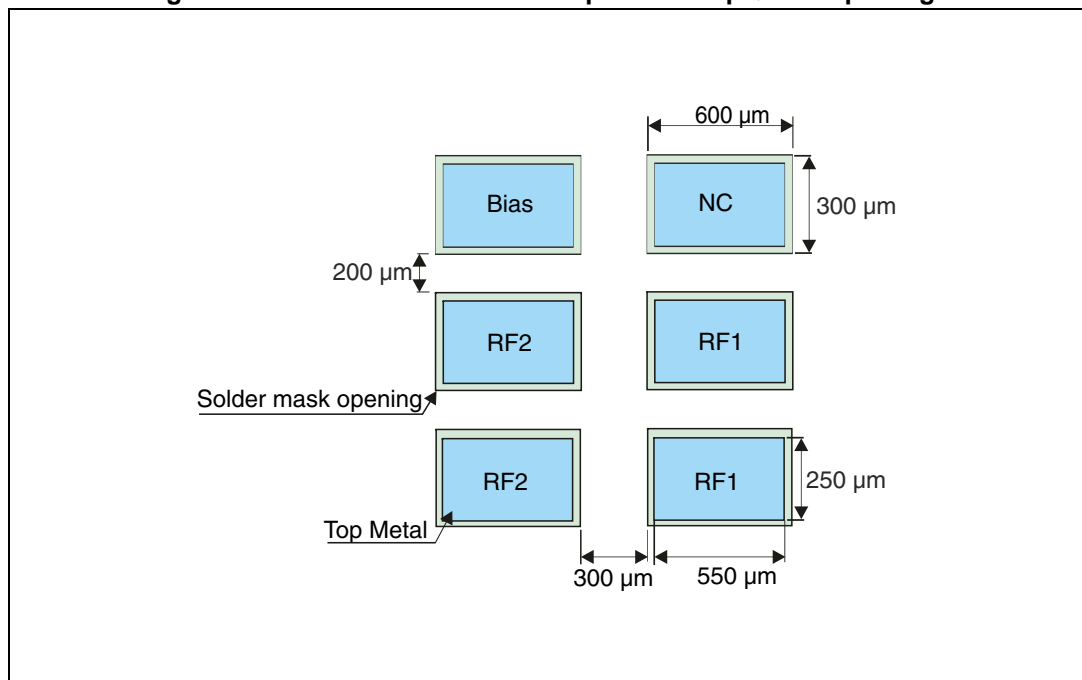 600 µm
Bias
NC
300 µm
200 µm
RF2
RF1
Solder mask opening
RF2
RF1
250 µm
Top Metal
300 µm
550 µm